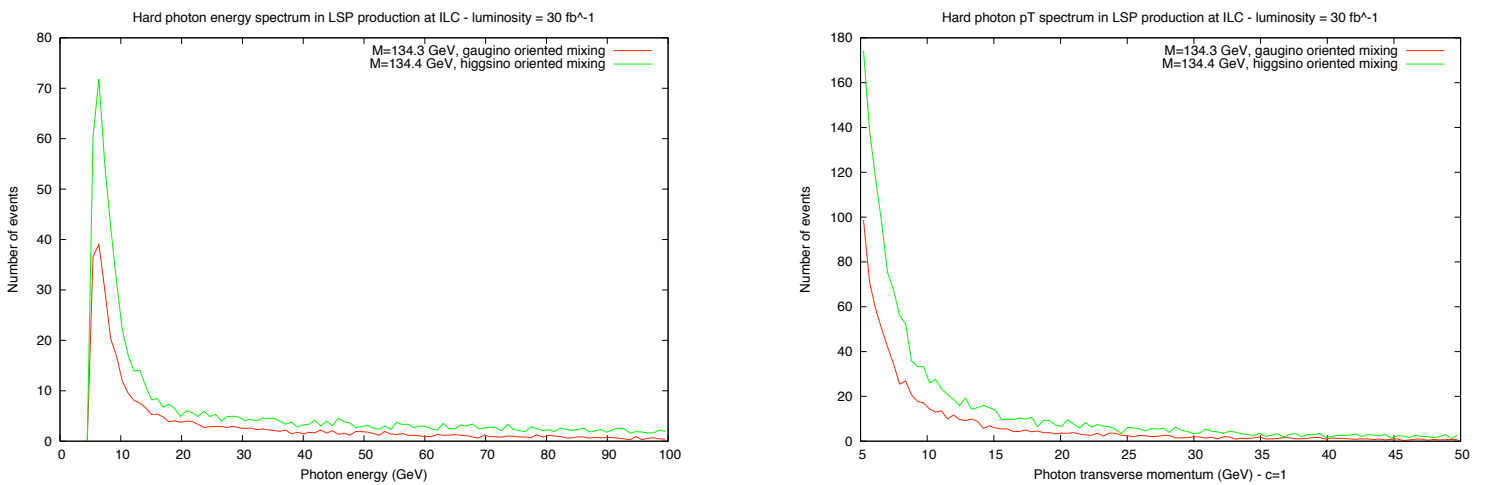 Hard photon energy spectrum in LSP production at ILC - luminosity = 30 fb^-1
80
70
60
50
40
30
20
10
0
Number of events
M=134.3 GeV, gaugino oriented mixing
M=134.4 GeV, higgsino oriented mixing
0 10 20 30 40 50 60 70 80 90 100
Photon energy (GeV)
Hard photon pT spectrum in LSP production at ILC - luminosity = 30 fb^-1
180
160
140
120
100
80
60
40
20
0
Number of events
M=134.3 GeV, gaugino oriented mixing
M=134.4 GeV, higgsino oriented mixing
5 10 15 20 25 30 35 40 45 50
Photon transverse momentum (GeV) - c=1